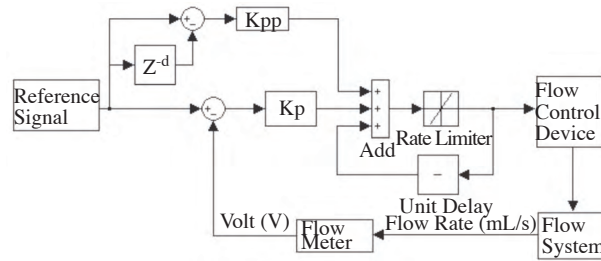 Kpp
Z-d
Reference
Signal
Kp
Add
Rate Limiter
Flow
Control
Device
Unit Delay
Volt (V)
Flow
Meter
Flow Rate (mL/s)
Flow
System